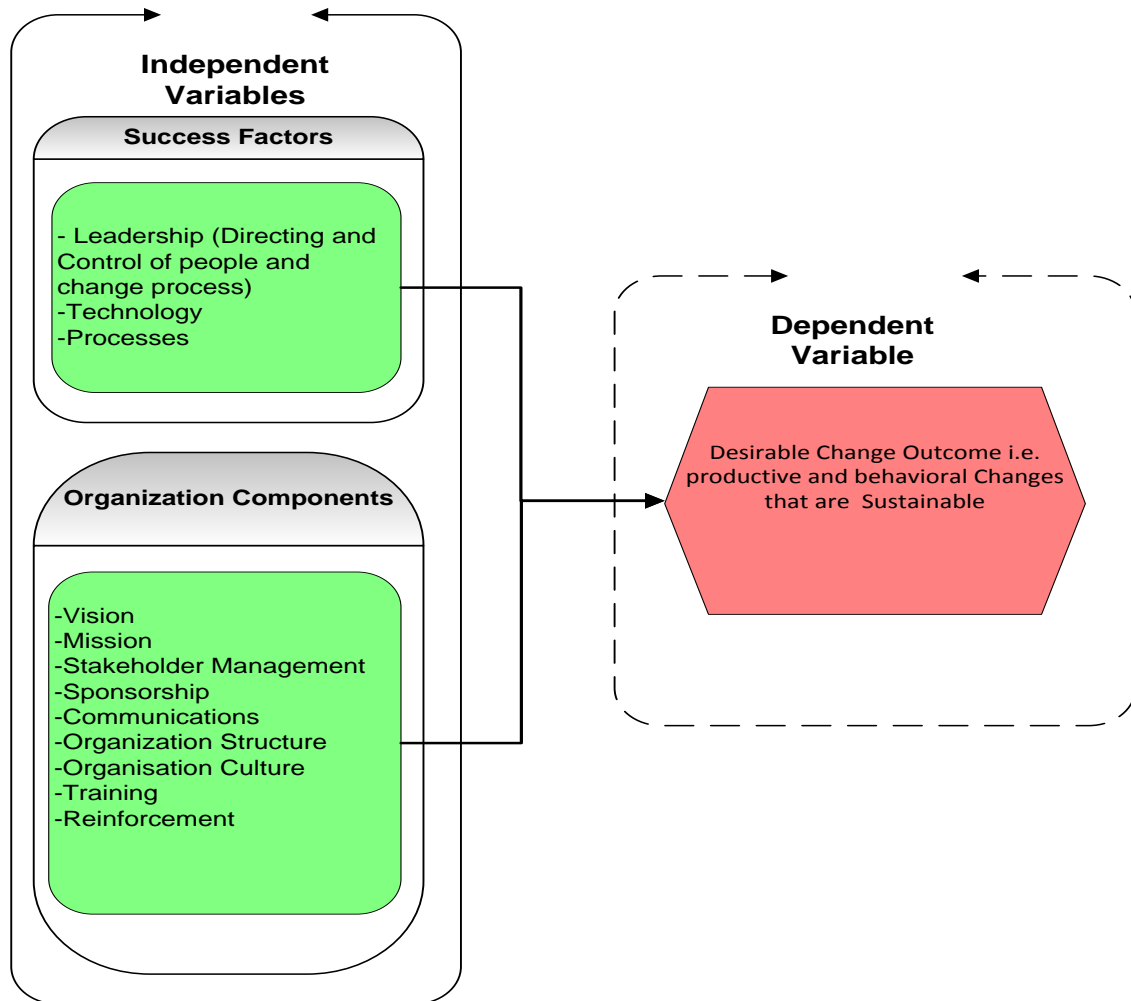 Independent
Variables
Success Factors
- Leadership (Directing and
Control of people and
change process)
-Technology
-Processes
Organization Components
-Vision
-Mission
-Stakeholder Management
-Sponsorship
-Communications
-Organization Structure
-Organisation Culture
-Training
-Reinforcement
Dependent
Variable
Desirable Change Outcome i.e.
productive and behavioral Changes
that are Sustainable